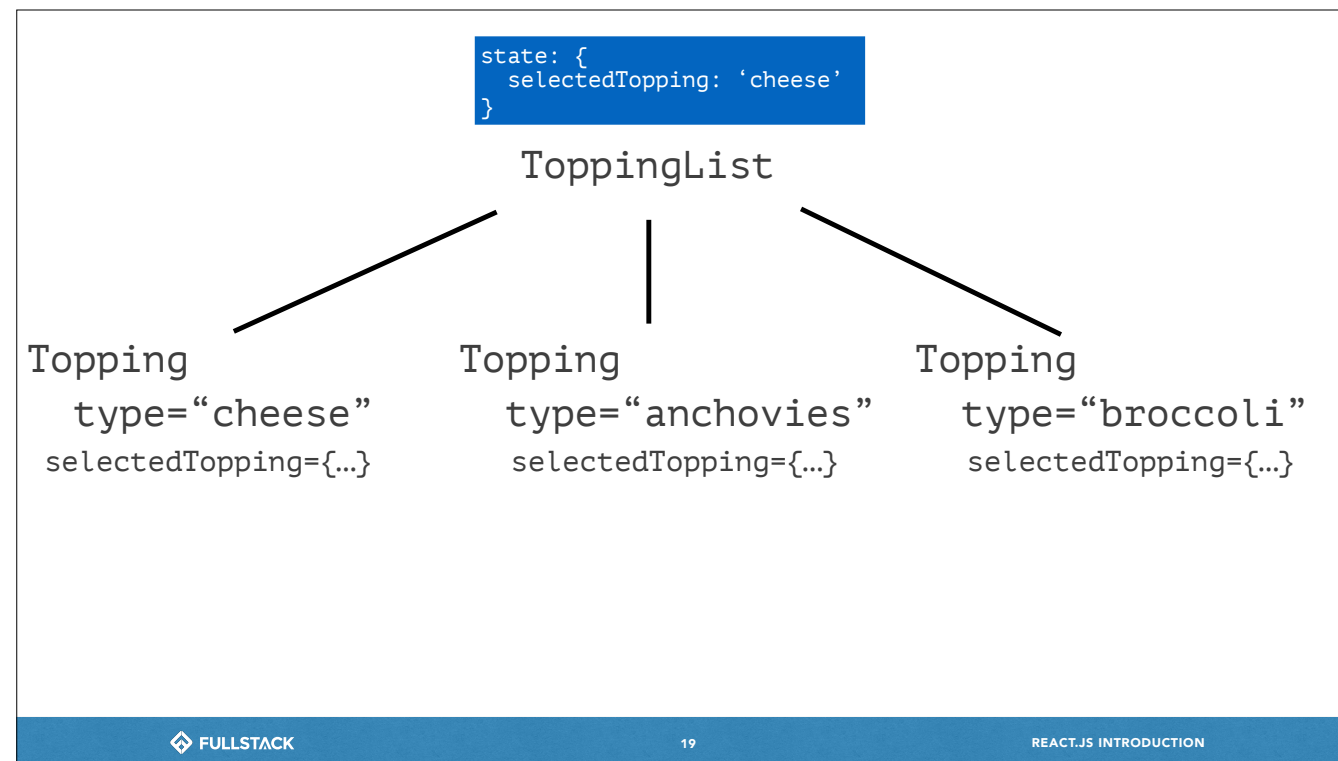 state: {
  selectedTopping: ‘cheese’
}
ToppingList
Topping
type=“cheese”
selectedTopping={…}
Topping
type=“anchovies”
selectedTopping={…}
Topping
type=“broccoli”
selectedTopping={…}
FULLSTACK
19
REACT.JS INTRODUCTION